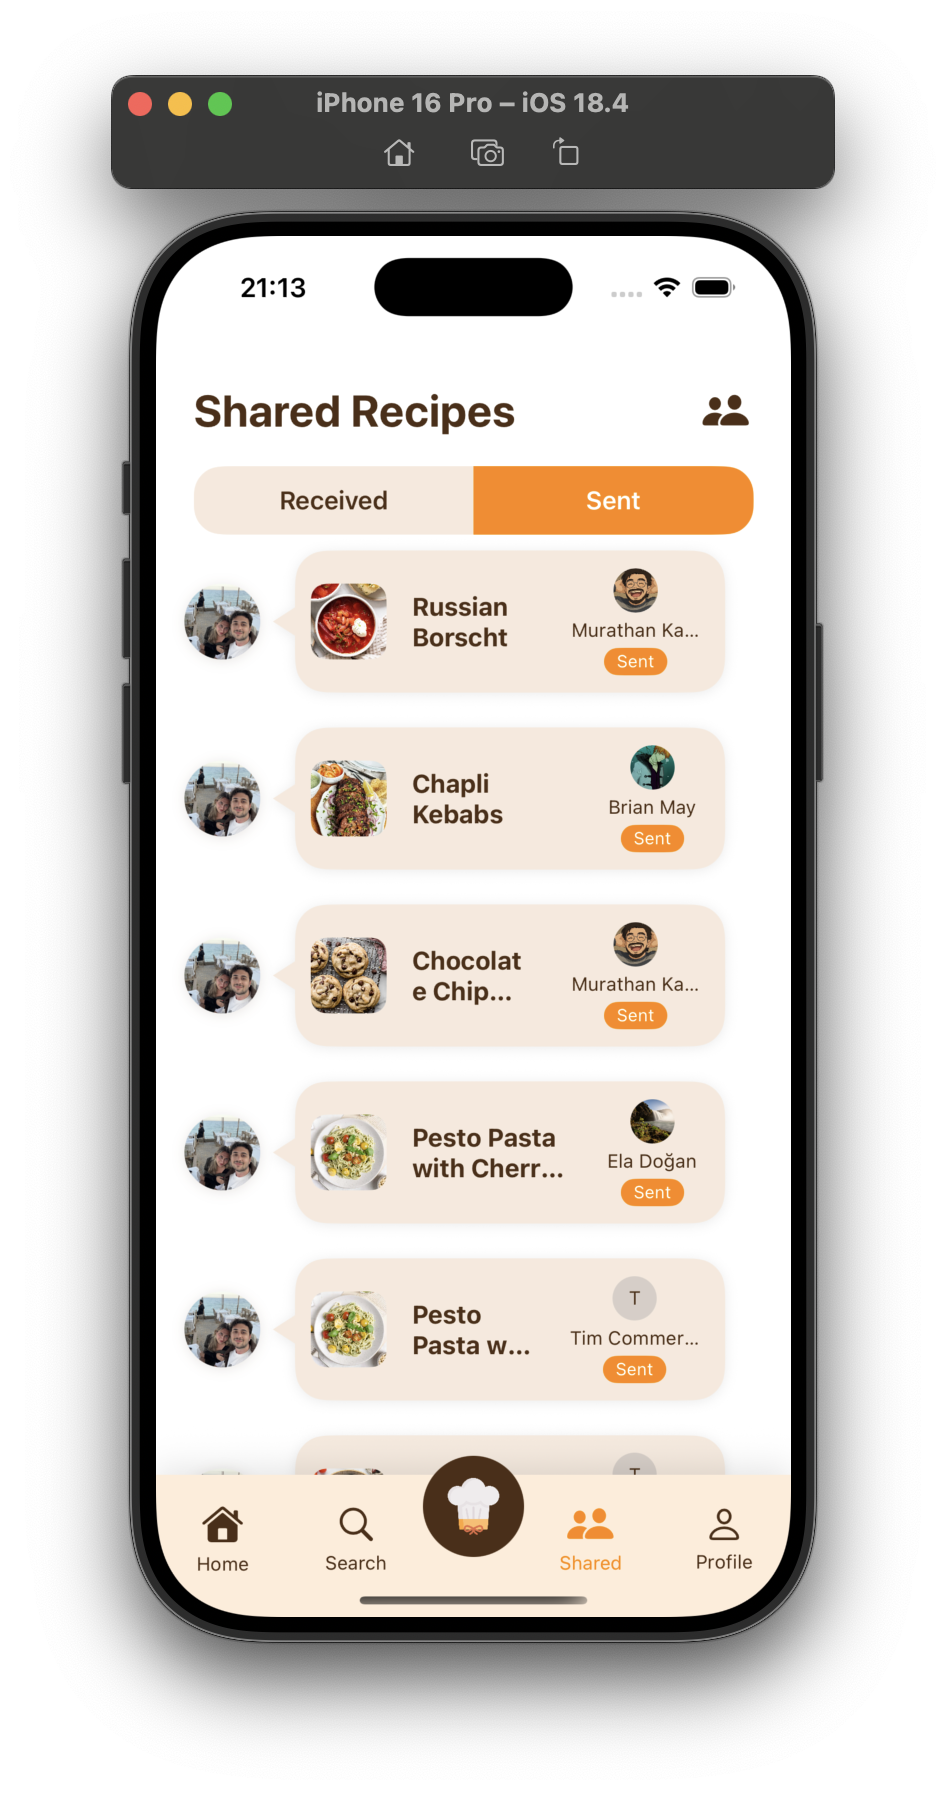 iPhone 16 Pro – iOS 18.4
21:13
Shared Recipes
Received
Sent
Russian
Borscht
Murathan Ka...
Sent
Chapli
Kebabs
Brian May
Sent
Chocolat
e Chip...
Murathan Ka...
Sent
Pesto Pasta
with Cherr...
Ela Doğan
Sent
Pesto
Pasta w...
T
Tim Commer...
Sent
T
Home
Search
Shared
Profile